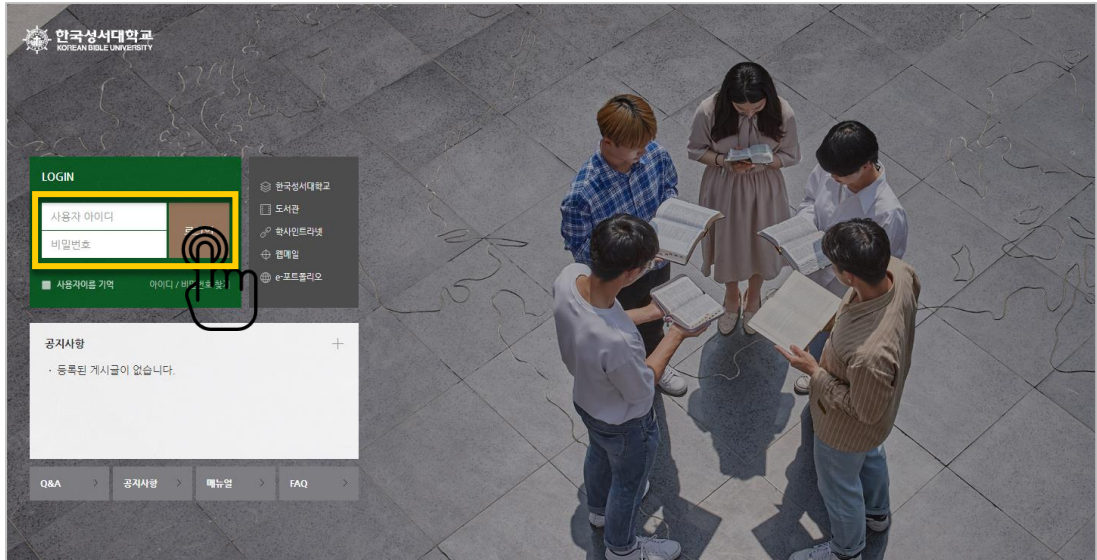 한국성서대학교
KOREAN BIBLE UNIVERSITY
LOGIN
사용자 아이디
비밀번호
사용자이름 기억
아이디 / 비밀번호 찾기
한국성서대학교
도서관
학사인트라넷
웹메일
e-포트폴리오
공지사항
· 등록된 게시글이 없습니다.
Q&A
공지사항
매뉴얼
FAQ